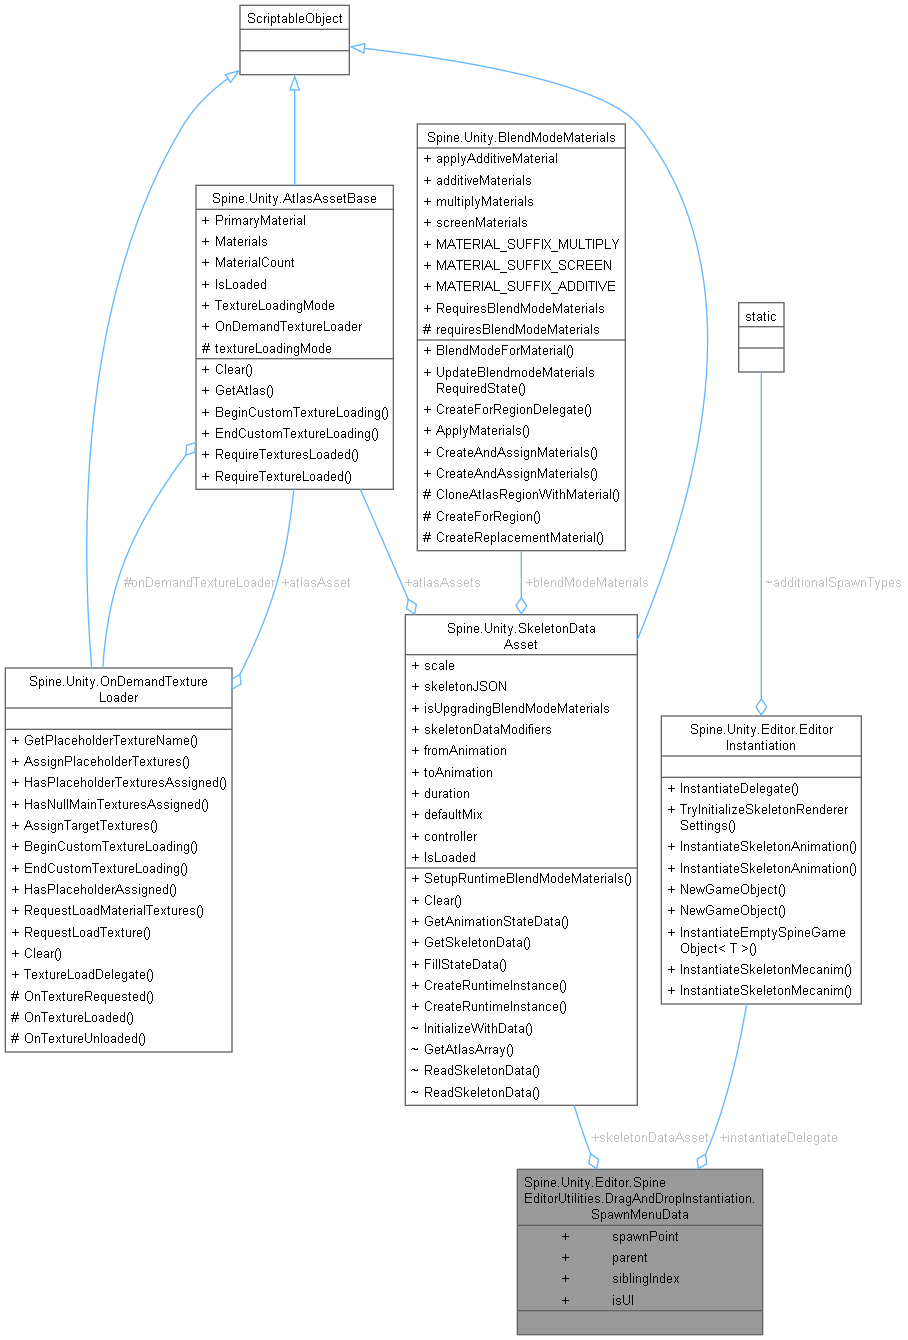 ScriptableObject
Spine.Unity.BlendModeMaterials
+ applyAdditiveMaterial
+ additiveMaterials
+ multiplyMaterials
+ screenMaterials
+ MATERIAL_SUFFIX_MULTIPLY
+ MATERIAL_SUFFIX_SCREEN
+ MATERIAL_SUFFIX_ADDITIVE
+ RequiresBlendModeMaterials
# requiresBlendModeMaterials
+ BlendModeForMaterial()
+ UpdateBlendmodeMaterials
RequiredState()
+ CreateForRegionDelegate()
+ ApplyMaterials()
+ CreateAndAssignMaterials()
+ CreateAndAssignMaterials()
# CloneAtlasRegionWithMaterial()
# CreateForRegion()
# CreateReplacementMaterial()
Spine.Unity.AtlasAssetBase
+ PrimaryMaterial
+ Materials
+ MaterialCount
+ IsLoaded
+ TextureLoadingMode
+ OnDemandTextureLoader
# textureLoadingMode
+ Clear()
+ GetAtlas()
+ BeginCustomTextureLoading()
+ EndCustomTextureLoading()
+ RequireTexturesLoaded()
+ RequireTextureLoaded()
static
#onDemandTextureLoader
+atlasAsset
+atlasAssets
+blendModeMaterials
~additionalSpawnTypes
Spine.Unity.OnDemandTexture
Loader
+ GetPlaceholderTextureName()
+ AssignPlaceholderTextures()
+ HasPlaceholderTexturesAssigned()
+ HasNullMainTexturesAssigned()
+ AssignTargetTextures()
+ BeginCustomTextureLoading()
+ EndCustomTextureLoading()
+ HasPlaceholderAssigned()
+ RequestLoadMaterialTextures()
+ RequestLoadTexture()
+ Clear()
+ TextureLoadDelegate()
# OnTextureRequested()
# OnTextureLoaded()
# OnTextureUnloaded()
Spine.Unity.SkeletonData
Asset
+ scale
+ skeletonJSON
+ isUpgradingBlendModeMaterials
+ skeletonDataModifiers
+ fromAnimation
+ toAnimation
+ duration
+ defaultMix
+ controller
+ IsLoaded
+ SetupRuntimeBlendModeMaterials()
+ Clear()
+ GetAnimationStateData()
+ GetSkeletonData()
+ FillStateData()
+ CreateRuntimeInstance()
+ CreateRuntimeInstance()
~ InitializeWithData()
~ GetAtlasArray()
~ ReadSkeletonData()
~ ReadSkeletonData()
Spine.Unity.Editor.Editor
Instantiation
+ InstantiateDelegate()
+ TryInitializeSkeletonRenderer
Settings()
+ InstantiateSkeletonAnimation()
+ InstantiateSkeletonAnimation()
+ NewGameObject()
+ NewGameObject()
+ InstantiateEmptySpineGame
Object< T >()
+ InstantiateSkeletonMecanim()
+ InstantiateSkeletonMecanim()
+skeletonDataAsset
+instantiateDelegate
Spine.Unity.Editor.Spine
EditorUtilities.DragAndDropInstantiation.
SpawnMenuData
+ spawnPoint
+ parent
+ siblingIndex
+ isUI